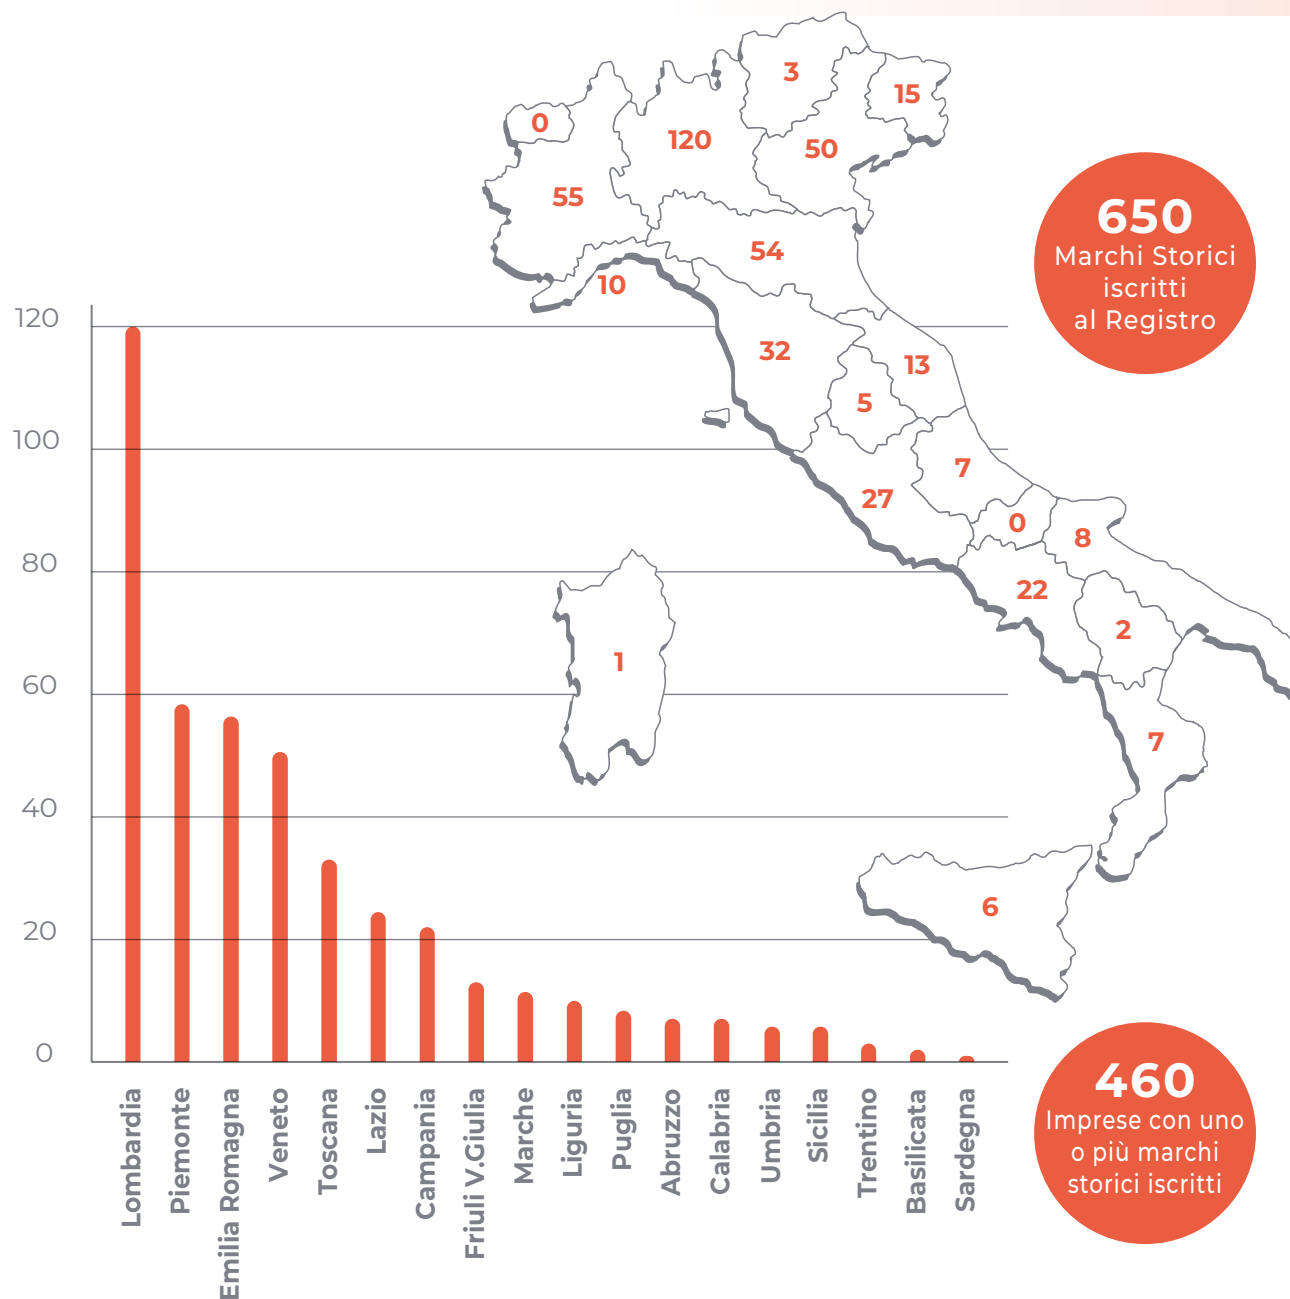 3
15
0
120
50
55
54
10
32
13
5
7
27
0
8
22
2
1
7
6
650
Marchi Storici
iscritti
al Registro
120
100
80
60
40
20
0
Lombardia
Piemonte
Emilia Romagna
Veneto
Toscana
Lazio
Campania
Friuli V.Giulia
Marche
Liguria
Puglia
Abruzzo
Calabria
Umbria
Sicilia
Trentino
Basilicata
Sardegna
460
Imprese con uno
o più marchi
storici iscritti